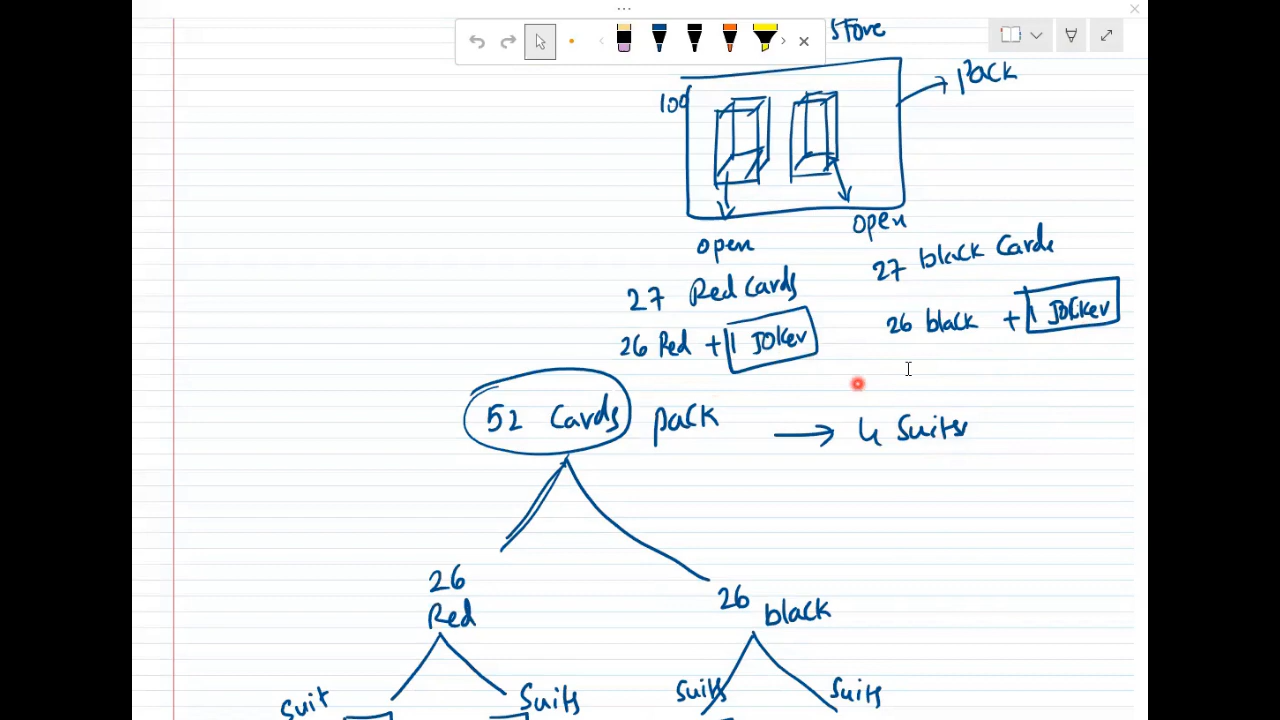 Store
100
Pack
open
open
27 Red Cards
27 black Cards
26 Red + 1 JOKer
26 black + 1 JOCKer
52 Cards pack → 4 Suits
26 Red
26 black
Suit
Suits
Suits
Suits